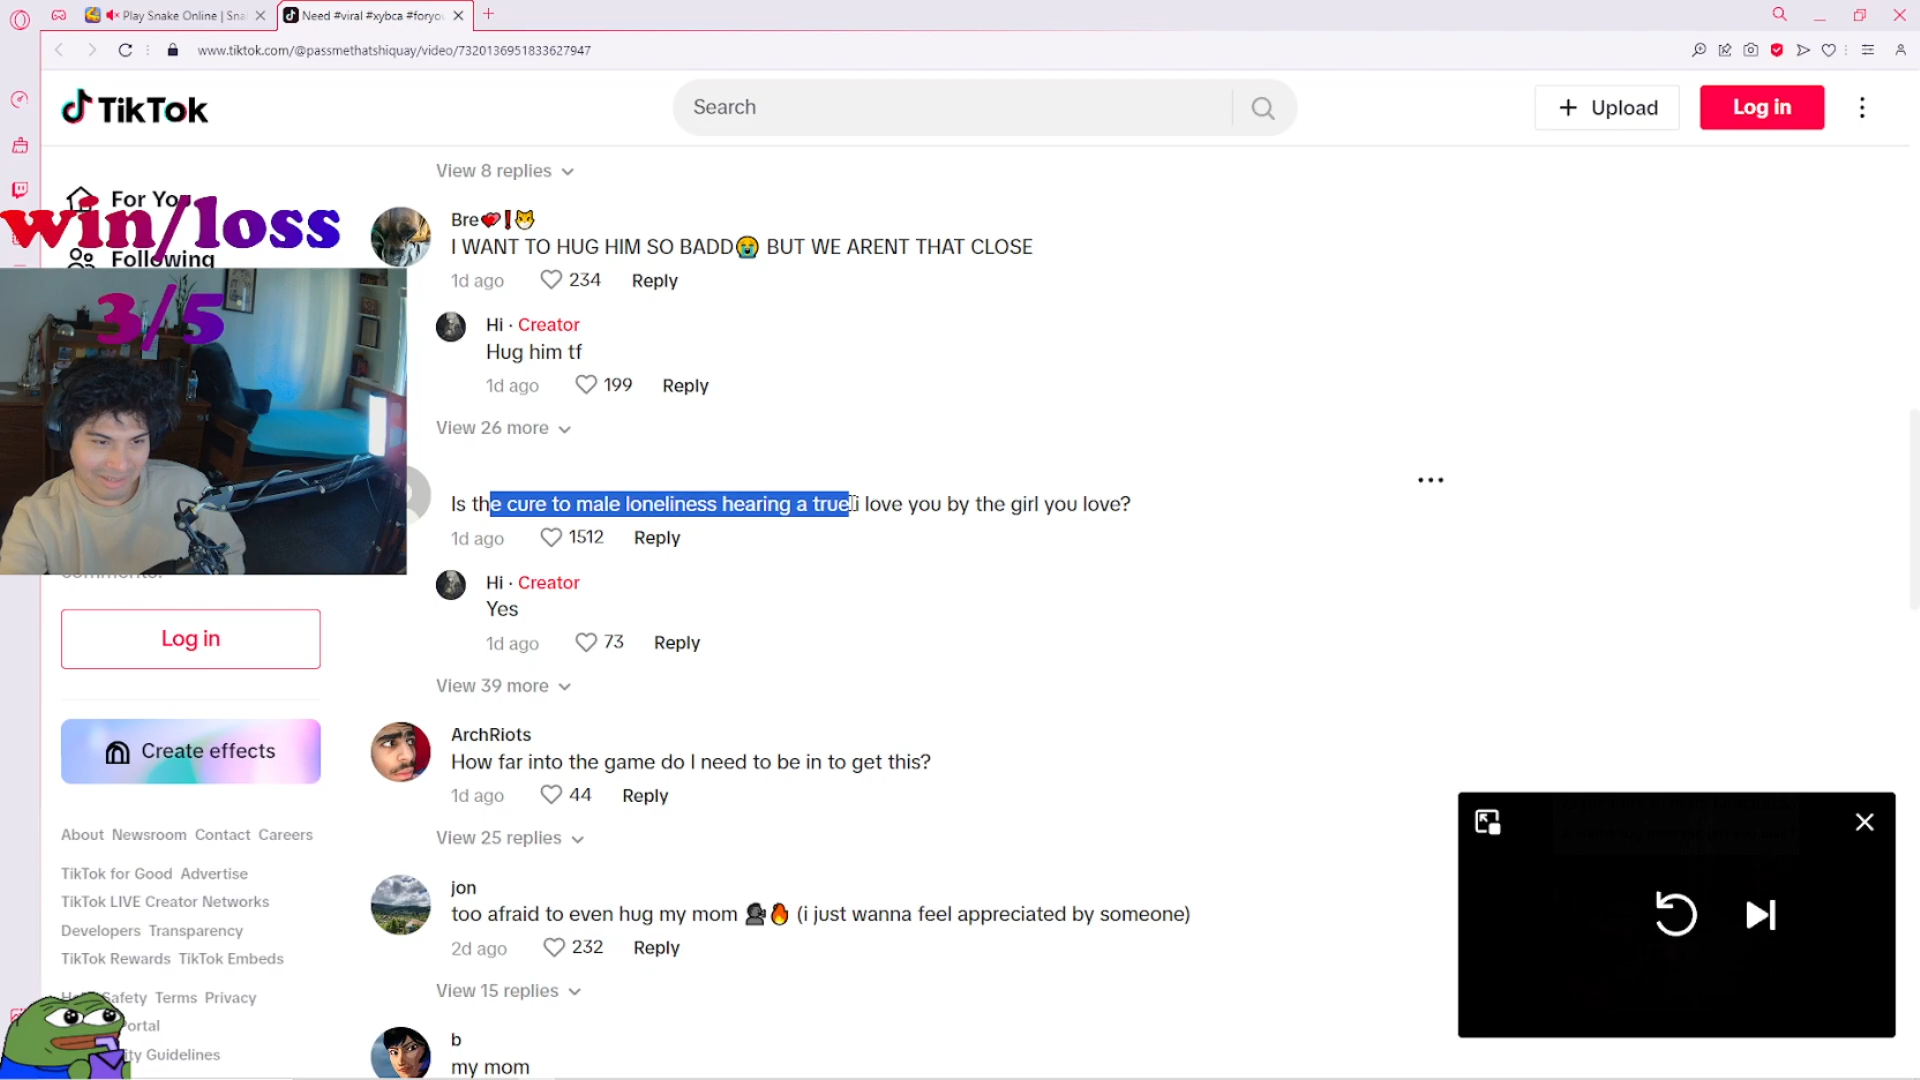 Play Snake Online | Sna
Need #viral #xybca #foryou
www.tiktok.com/@passmethatshiquay/video/7320136951833627947
TikTok
Search
Upload
Log in
For You
win/loss
Following
3/5
View 8 replies
Bre
I WANT TO HUG HIM SO BADD😭 BUT WE ARENT THAT CLOSE
1d ago 234 Reply
Hi · Creator
Hug him tf
1d ago 199 Reply
View 26 more
Is the cure to male loneliness hearing a true i love you by the girl you love?
1d ago 1512 Reply
Hi · Creator
Yes
1d ago 73 Reply
View 39 more
ArchRiots
How far into the game do I need to be in to get this?
1d ago 44 Reply
View 25 replies
jon
too afraid to even hug my mom 🗣🔥 (i just wanna feel appreciated by someone)
2d ago 232 Reply
View 15 replies
b
my mom
comments.
Log in
Create effects
About Newsroom Contact Careers
TikTok for Good Advertise
TikTok LIVE Creator Networks
Developers Transparency
TikTok Rewards TikTok Embeds
Safety Terms Privacy
Portal
Guidelines